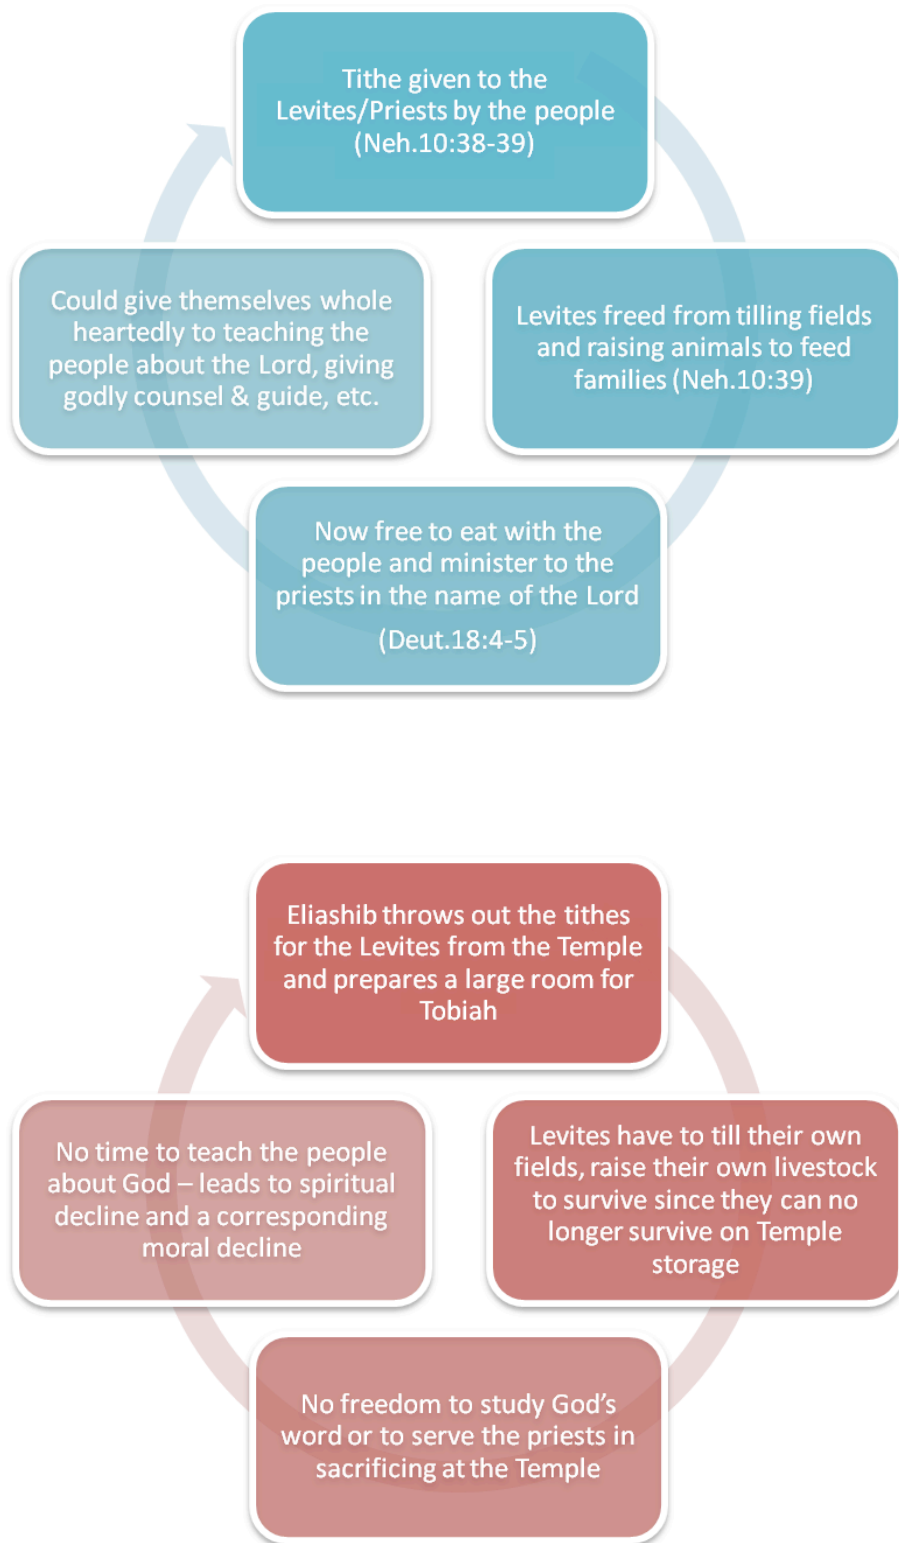 Tithe given to the
Levites/Priests by the people
(Neh.10:38-39)
Levites freed from tilling fields
and raising animals to feed
families (Neh.10:39)
Now free to eat with the
people and minister to the
priests in the name of the Lord
(Deut.18:4-5)
Could give themselves whole
heartedly to teaching the
people about the Lord, giving
godly counsel & guide, etc.
Eliashib throws out the tithes
for the Levites from the Temple
and prepares a large room for
Tobiah
Levites have to till their own
fields, raise their own livestock
to survive since they can no
longer survive on Temple
storage
No freedom to study God’s
word or to serve the priests in
sacrificing at the Temple
No time to teach the people
about God – leads to spiritual
decline and a corresponding
moral decline